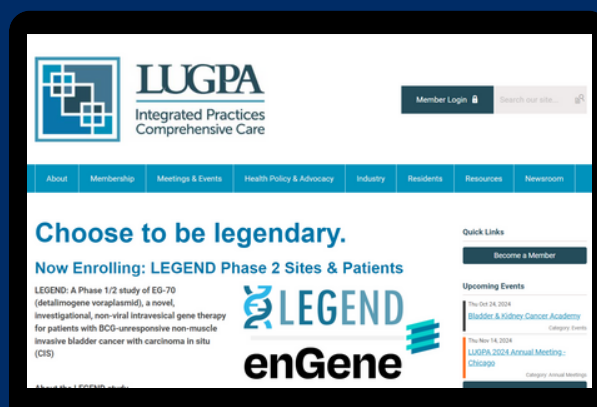 LUGPA
Integrated Practices
Comprehensive Care
Member Login
Search our site...
About Membership Meetings & Events Health Policy & Advocacy Industry Residents Resources Newsroom
Choose to be legendary.
Now Enrolling: LEGEND Phase 2 Sites & Patients
LEGEND: A Phase 1/2 study of EG-70
(detalimogene voraplasmid), a novel,
investigational, non-viral intravesical gene therapy
for patients with BCG-unresponsive non-muscle
invasive bladder cancer with carcinoma in situ
(CIS)
About the LEGEND study
LEGEND
enGene
Quick Links
Become a Member
Upcoming Events
Thu Oct 24, 2024
Bladder & Kidney Cancer Academy
Category: Events
Thu Nov 14, 2024
LUGPA 2024 Annual Meeting -
Chicago
Category: Annual Meetings